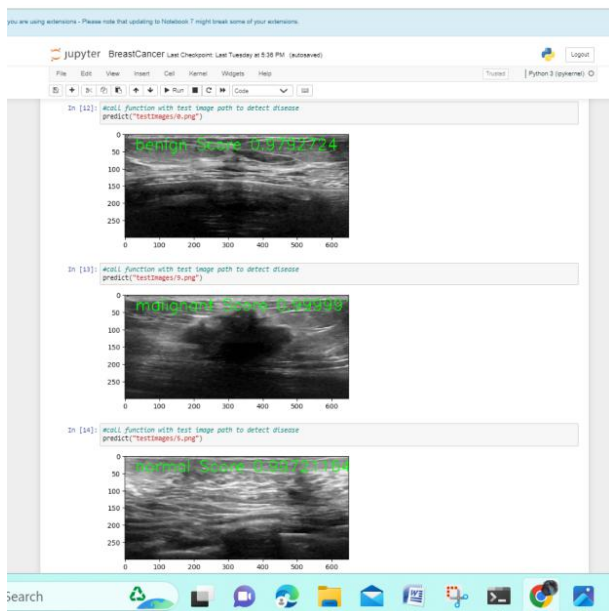 you are using extensions - Please note that updating to Notebook 7 might break some of your extensions.
jupyter BreastCancer Last Checkpoint: Last Tuesday at 5:36 PM (autosaved)
Logout
File Edit View Insert Cell Kernel Widgets Help
Trusted Python 3 (ipykernel)
Run Code
In [12]: #call function with test image path to detect disease
predict("testImages/0.png")
benign Score 0.9792724
0
50
100
150
200
250
0 100 200 300 400 500 600
In [13]: #call function with test image path to detect disease
predict("testImages/9.png")
malignant Score 0.99999
0
50
100
150
200
250
0 100 200 300 400 500 600
In [14]: #call function with test image path to detect disease
predict("testImages/5.png")
normal Score
0
50
100
150
200
250
0 100 200 300 400 500 600
Search